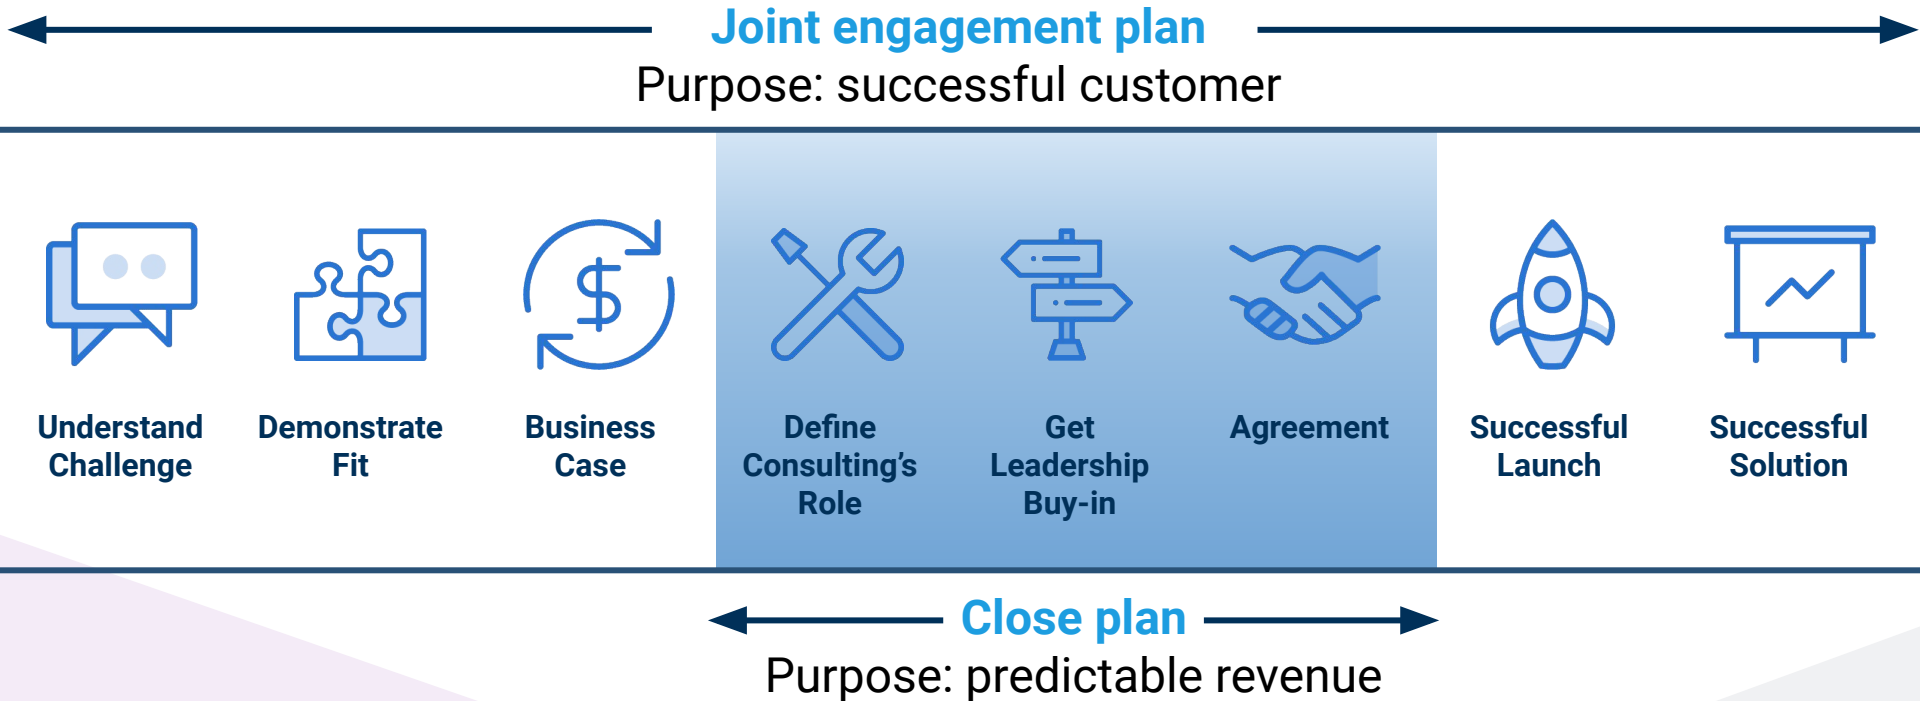 Joint engagement plan
Purpose: successful customer
Understand
Challenge
Demonstrate
Fit
Business
Case
Define
Consulting’s
Role
Get
Leadership
Buy-in
Agreement
Successful
Launch
Successful
Solution
Close plan
Purpose: predictable revenue